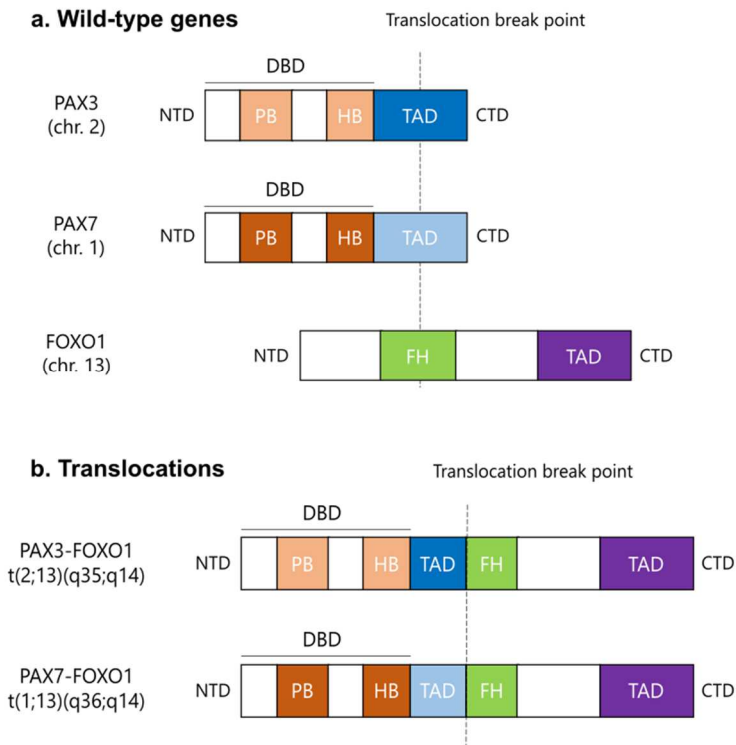 a. Wild-type genes
Translocation break point
DBD
PAX3
(chr. 2)
NTD PB HB TAD CTD
DBD
PAX7
(chr. 1)
NTD PB HB TAD CTD
FOXO1
(chr. 13)
NTD FH TAD CTD
b. Translocations
Translocation break point
DBD
PAX3-FOXO1
t(2;13)(q35;q14)
NTD PB HB TAD FH TAD CTD
DBD
PAX7-FOXO1
t(1;13)(q36;q14)
NTD PB HB TAD FH TAD CTD